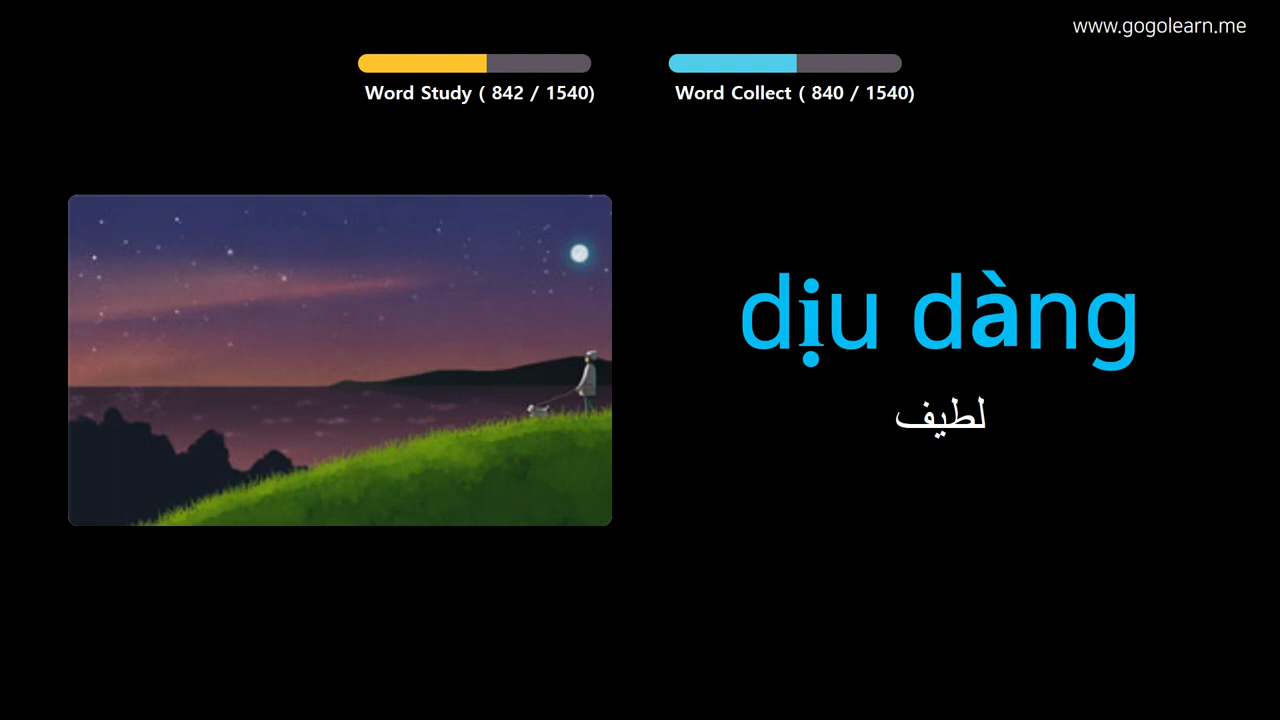 www.gogolearn.me
Word Study ( 842 / 1540)
Word Collect ( 840 / 1540)
dịu dàng
لطيف